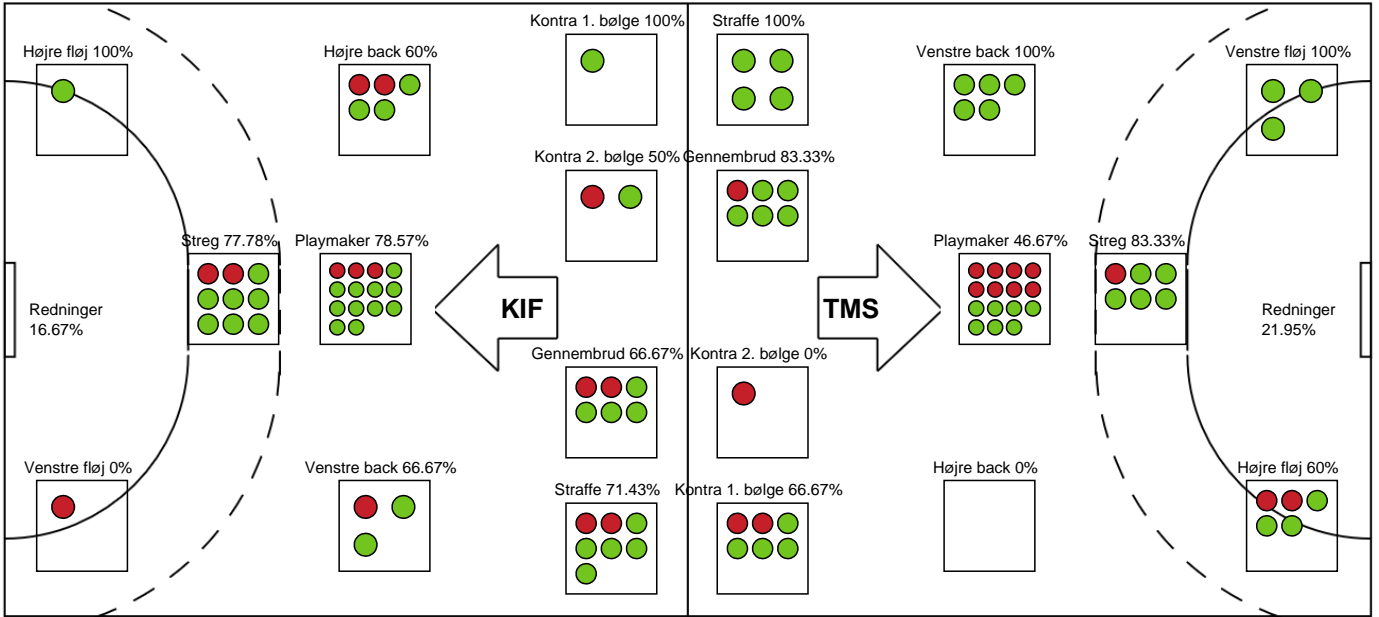 Kontra 1. bølge 100%
Straffe 100%
Højre fløj 100%
Højre back 60%
Venstre back 100%
Venstre fløj 100%
Kontra 2. bølge 50%
Gennembrud 83.33%
Streg 77.78%
Playmaker 78.57%
Playmaker 46.67%
Streg 83.33%
Redninger
16.67%
KIF
TMS
Redninger
21.95%
Gennembrud 66.67%
Kontra 2. bølge 0%
Venstre fløj 0%
Venstre back 66.67%
Højre back 0%
Højre fløj 60%
Straffe 71.43%
Kontra 1. bølge 66.67%